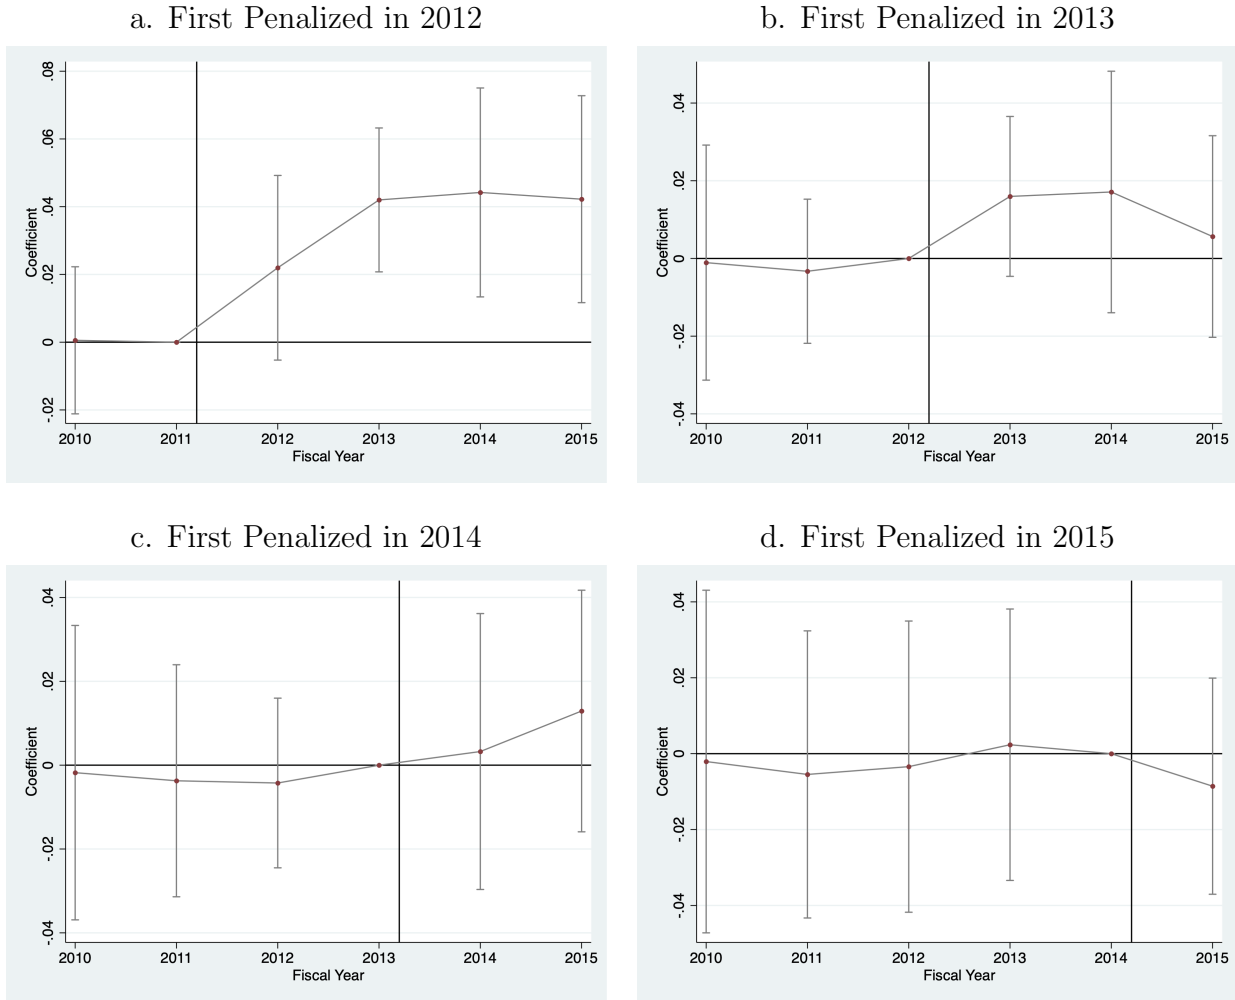 a. First Penalized in 2012
.08
.06
.04
.02
0
-.02
Coefficient
2010 2011 2012 2013 2014 2015
Fiscal Year
b. First Penalized in 2013
.04
.02
0
-.02
-.04
Coefficient
2010 2011 2012 2013 2014 2015
Fiscal Year
c. First Penalized in 2014
.04
.02
0
-.02
-.04
Coefficient
2010 2011 2012 2013 2014 2015
Fiscal Year
d. First Penalized in 2015
.04
.02
0
-.02
-.04
Coefficient
2010 2011 2012 2013 2014 2015
Fiscal Year